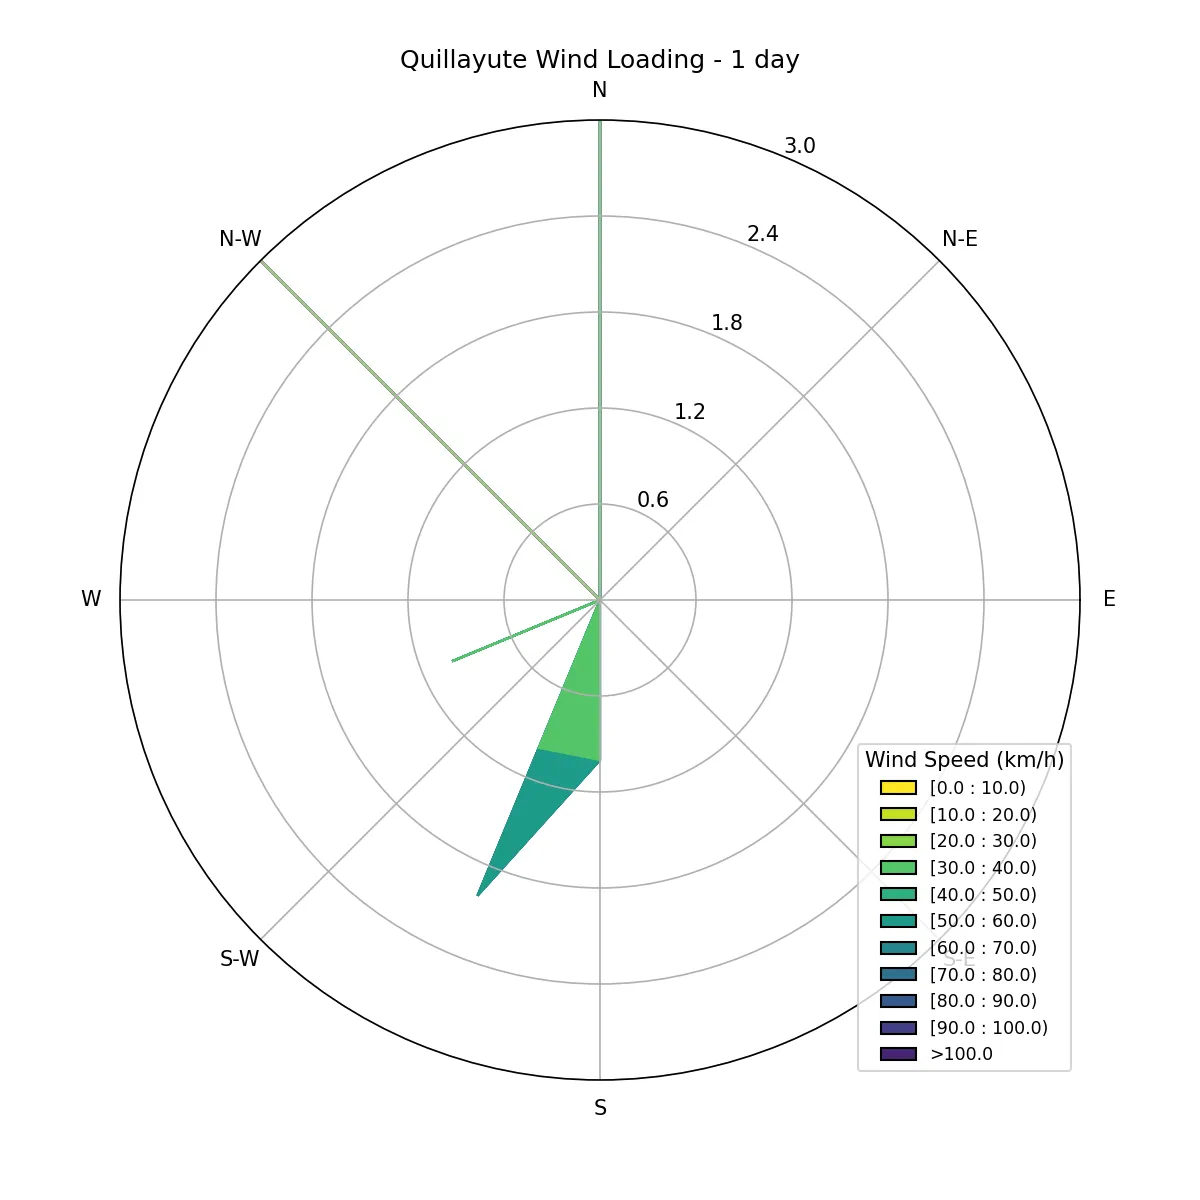 Quillayute Wind Loading - 1 day
N
3.0
N-W
N-E
2.4
1.8
1.2
0.6
W
E
S-W
S-E
S
Wind Speed (km/h)
[0.0 : 10.0)
[10.0 : 20.0)
[20.0 : 30.0)
[30.0 : 40.0)
[40.0 : 50.0)
[50.0 : 60.0)
[60.0 : 70.0)
[70.0 : 80.0)
[80.0 : 90.0)
[90.0 : 100.0)
>100.0